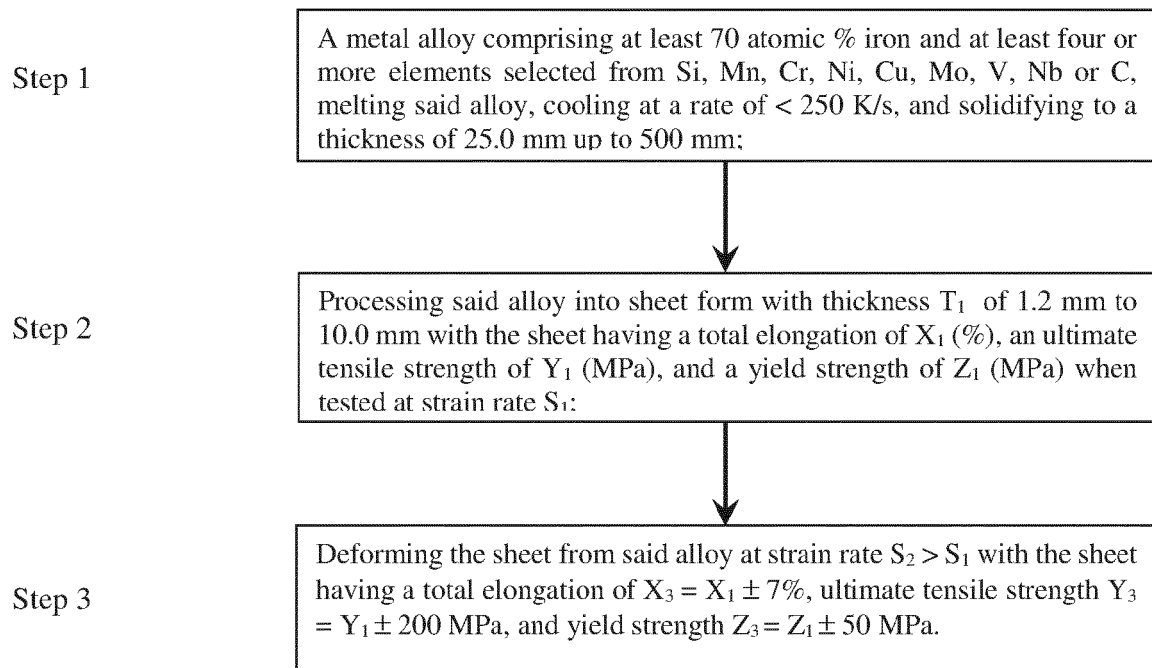 Step 1
A metal alloy comprising at least 70 atomic % iron and at least four or
more elements selected from Si, Mn, Cr, Ni, Cu, Mo, V, Nb or C,
melting said alloy, cooling at a rate of < 250 K/s, and solidifying to a
thickness of 25.0 mm up to 500 mm;
Step 2
Processing said alloy into sheet form with thickness T₁ of 1.2 mm to
10.0 mm with the sheet having a total elongation of X₁ (%), an ultimate
tensile strength of Y₁ (MPa), and a yield strength of Z₁ (MPa) when
tested at strain rate S₁;
Step 3
Deforming the sheet from said alloy at strain rate S₂ > S₁ with the sheet
having a total elongation of X₃ = X₁ ± 7%, ultimate tensile strength Y₃
= Y₁ ± 200 MPa, and yield strength Z₃ = Z₁ ± 50 MPa.